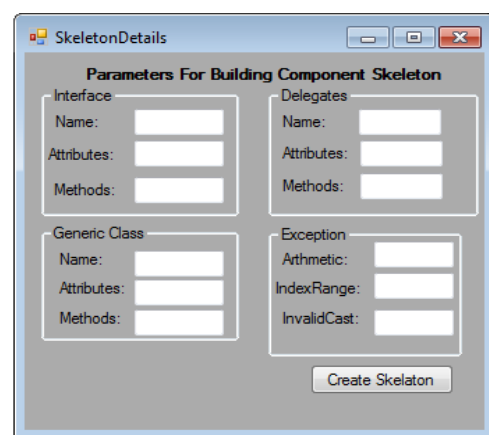 SkeletonDetails
Parameters For Building Component Skeleton
Interface
Name:
Attributes:
Methods:
Delegates
Name:
Attributes:
Methods:
Generic Class
Name:
Attributes:
Methods:
Exception
Arthmetic:
IndexRange:
InvalidCast:
Create Skelaton